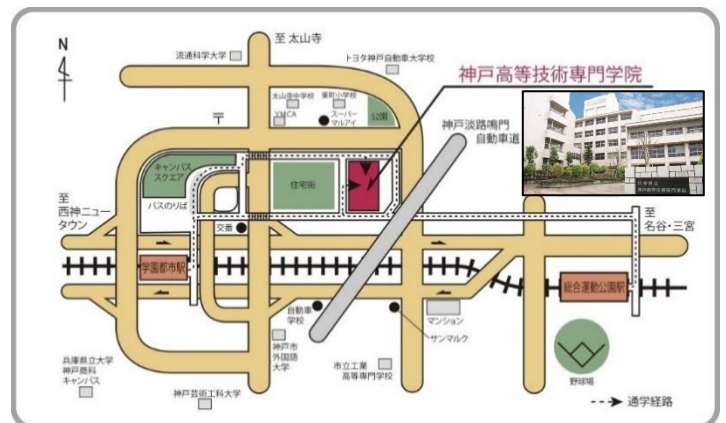 N
至 太山寺
流通科学大学
トヨタ神戸自動車大学校
神戸高等技術専門学院
太山寺中学校
東町小学校
YMCA
スーパー
マルアイ
公園
神戸淡路鳴門
自動車道
〒
キャンパス
スクエア
住宅街
バスのりば
交番
至
西神ニュー
タウン
至
名谷・三宮
学園都市駅
総合運動公園駅
自動車
学校
マンション
サンマルク
神戸市
外国語
大学
市立工業
高等専門学校
兵庫県立大学
神戸商科
キャンパス
神戸芸術工科大学
野球場
通学経路